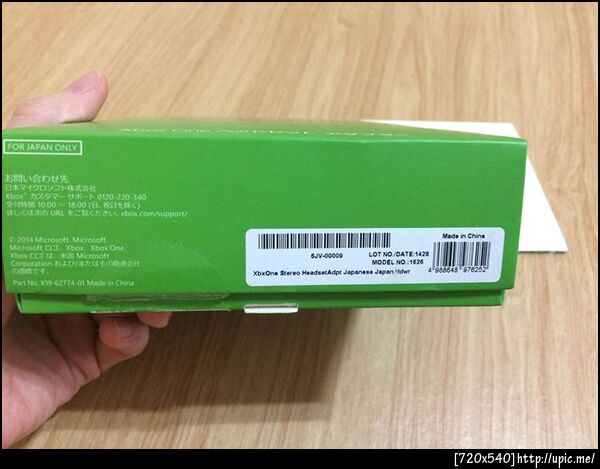 FOR JAPAN ONLY
お問い合わせ先
日本マイクロソフト株式会社
Xbox® カスタマー サポート 0120-220-340
受付時間 10:00 ~ 18:00 (日、祝日を除く)
詳しくは次の URL をご覧ください。xbox.com/support/
© 2014 Microsoft. Microsoft,
Microsoft ロゴ、Xbox、Xbox One,
Xbox ロゴ は、米国 Microsoft
Corporation および/またはその関連会社
の商標です。
Part No. X19-62774-01 Made in China
Made in China
6JV-00009
LOT NO./DATE:1428
MODEL NO.:1626
XbxOne Stereo HeadsetAdpt Japanese Japan Hdwr
4 988648 976252
[720x540]http://upic.me/